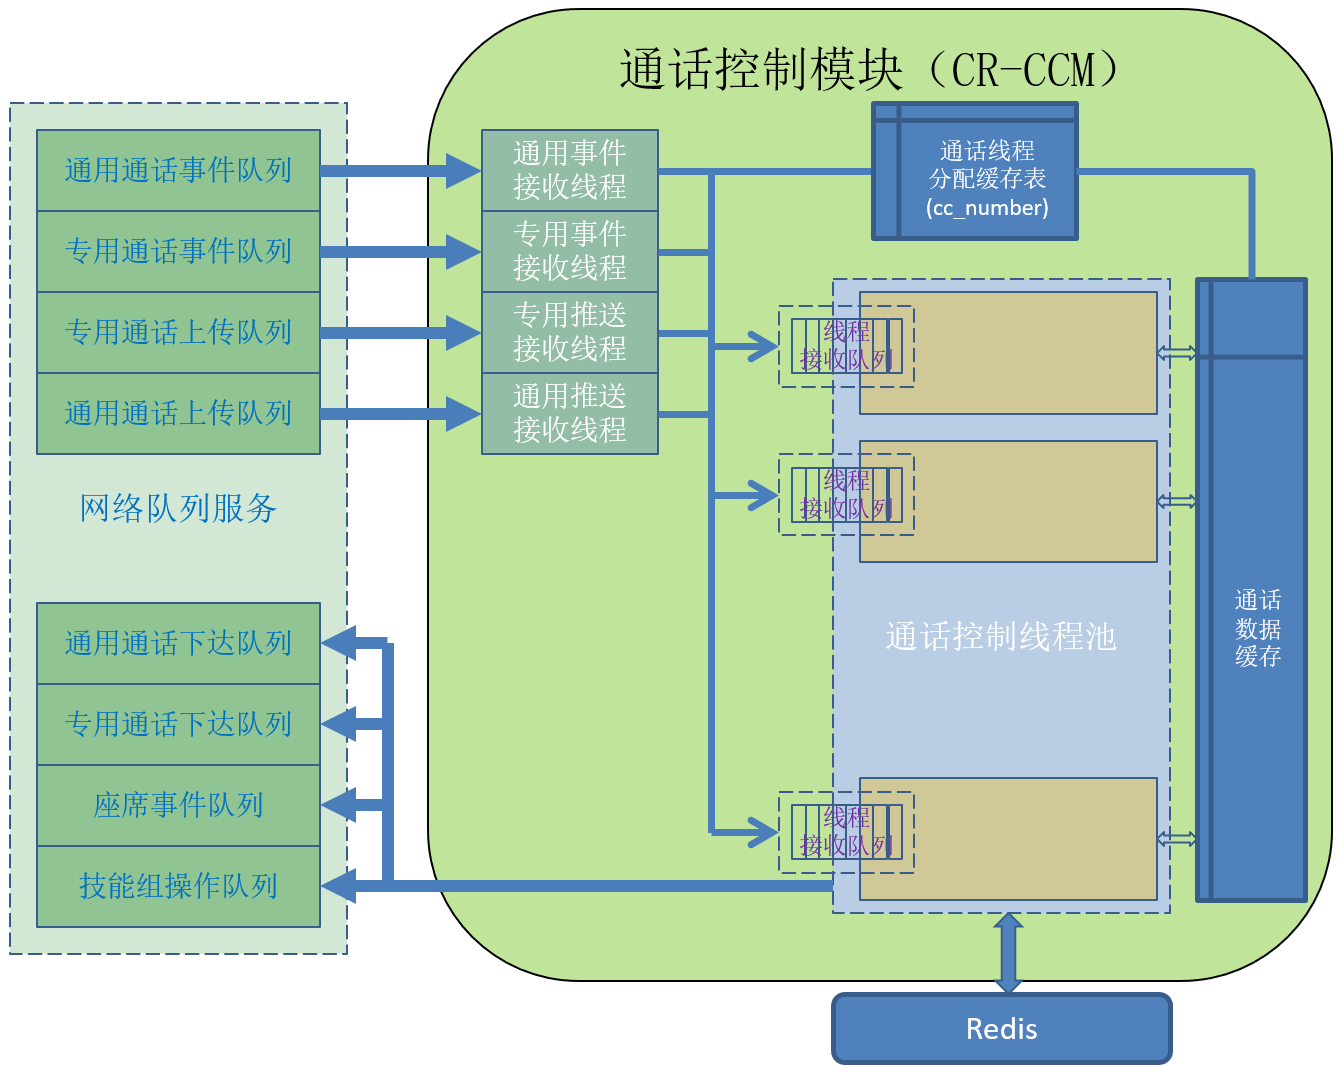 通话控制模块（CR-CCM）
通用通话事件队列
专用通话事件队列
专用通话上传队列
通用通话上传队列
网络队列服务
通用通话下达队列
专用通话下达队列
座席事件队列
技能组操作队列
通用事件
接收线程
专用事件
接收线程
专用推送
接收线程
通用推送
接收线程
通话线程
分配缓存表
(cc_number)
线程
接收队列
线程
接收队列
通话控制线程池
线程
接收队列
通话
数据
缓存
Redis